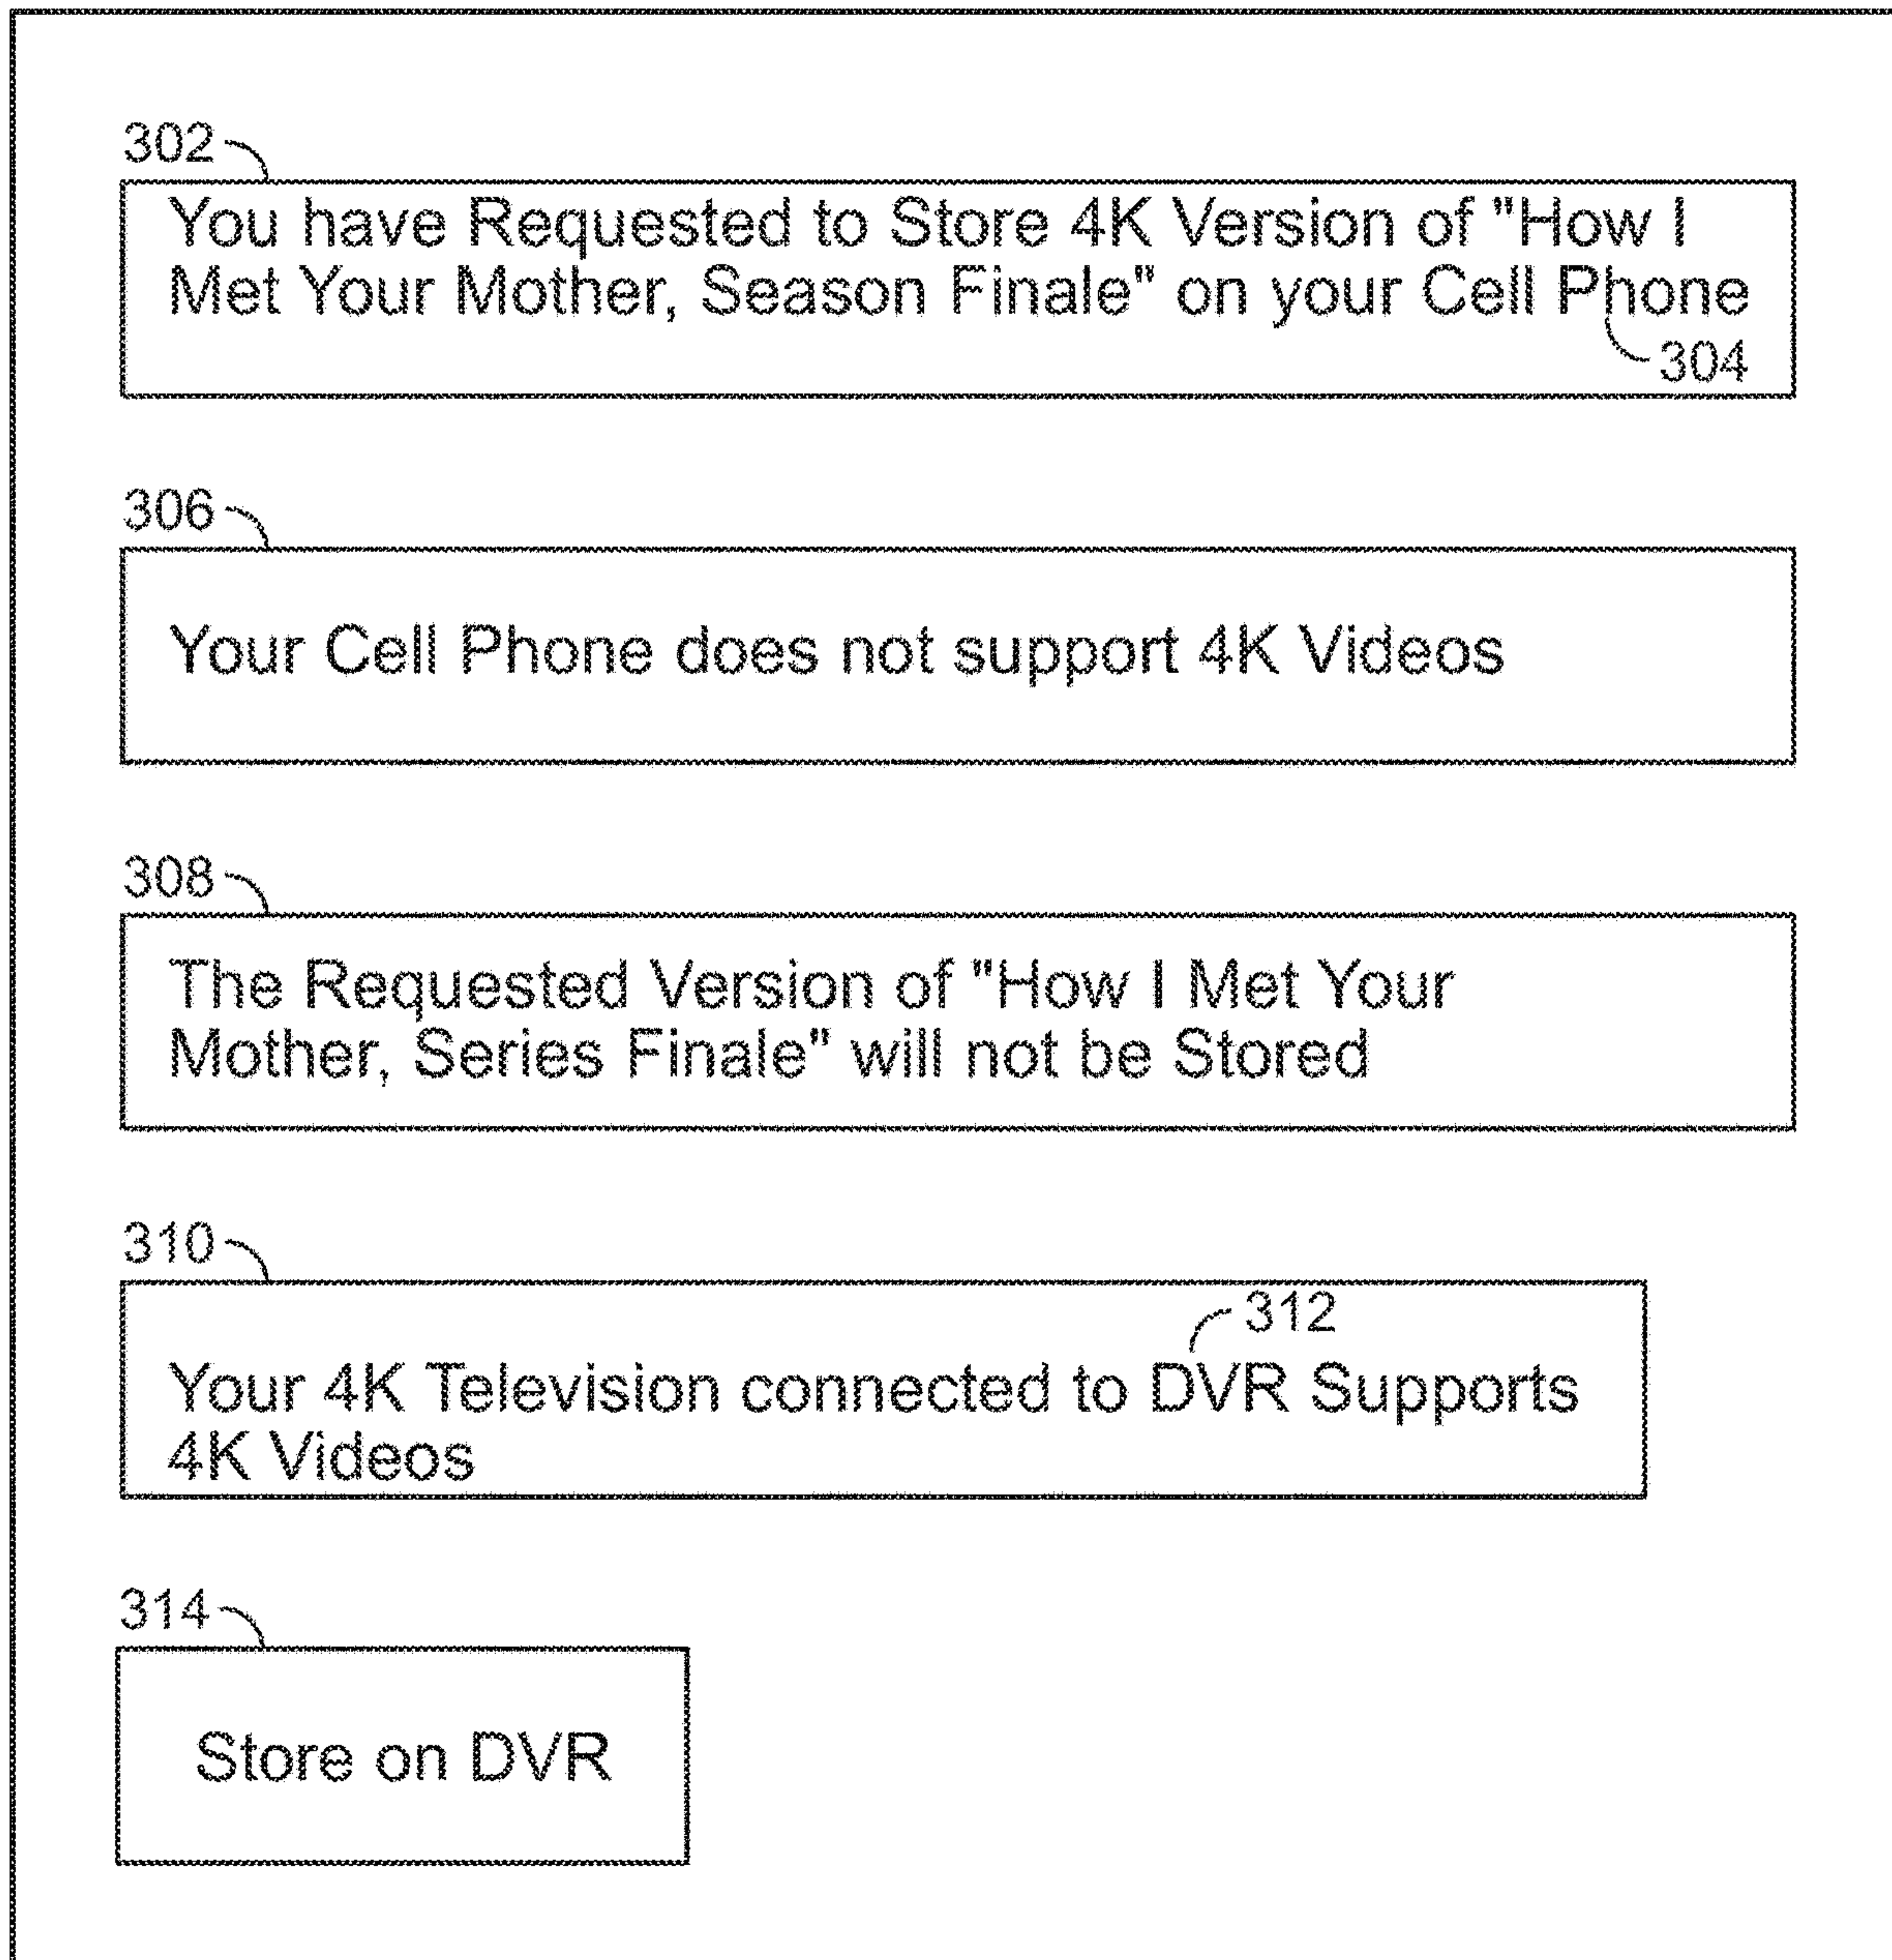 302
You have Requested to Store 4K Version of "How I
Met Your Mother, Season Finale" on your Cell Phone
304
306
Your Cell Phone does not support 4K Videos
308
The Requested Version of "How I Met Your
Mother, Series Finale" will not be Stored
310
312
Your 4K Television connected to DVR Supports
4K Videos
314
Store on DVR